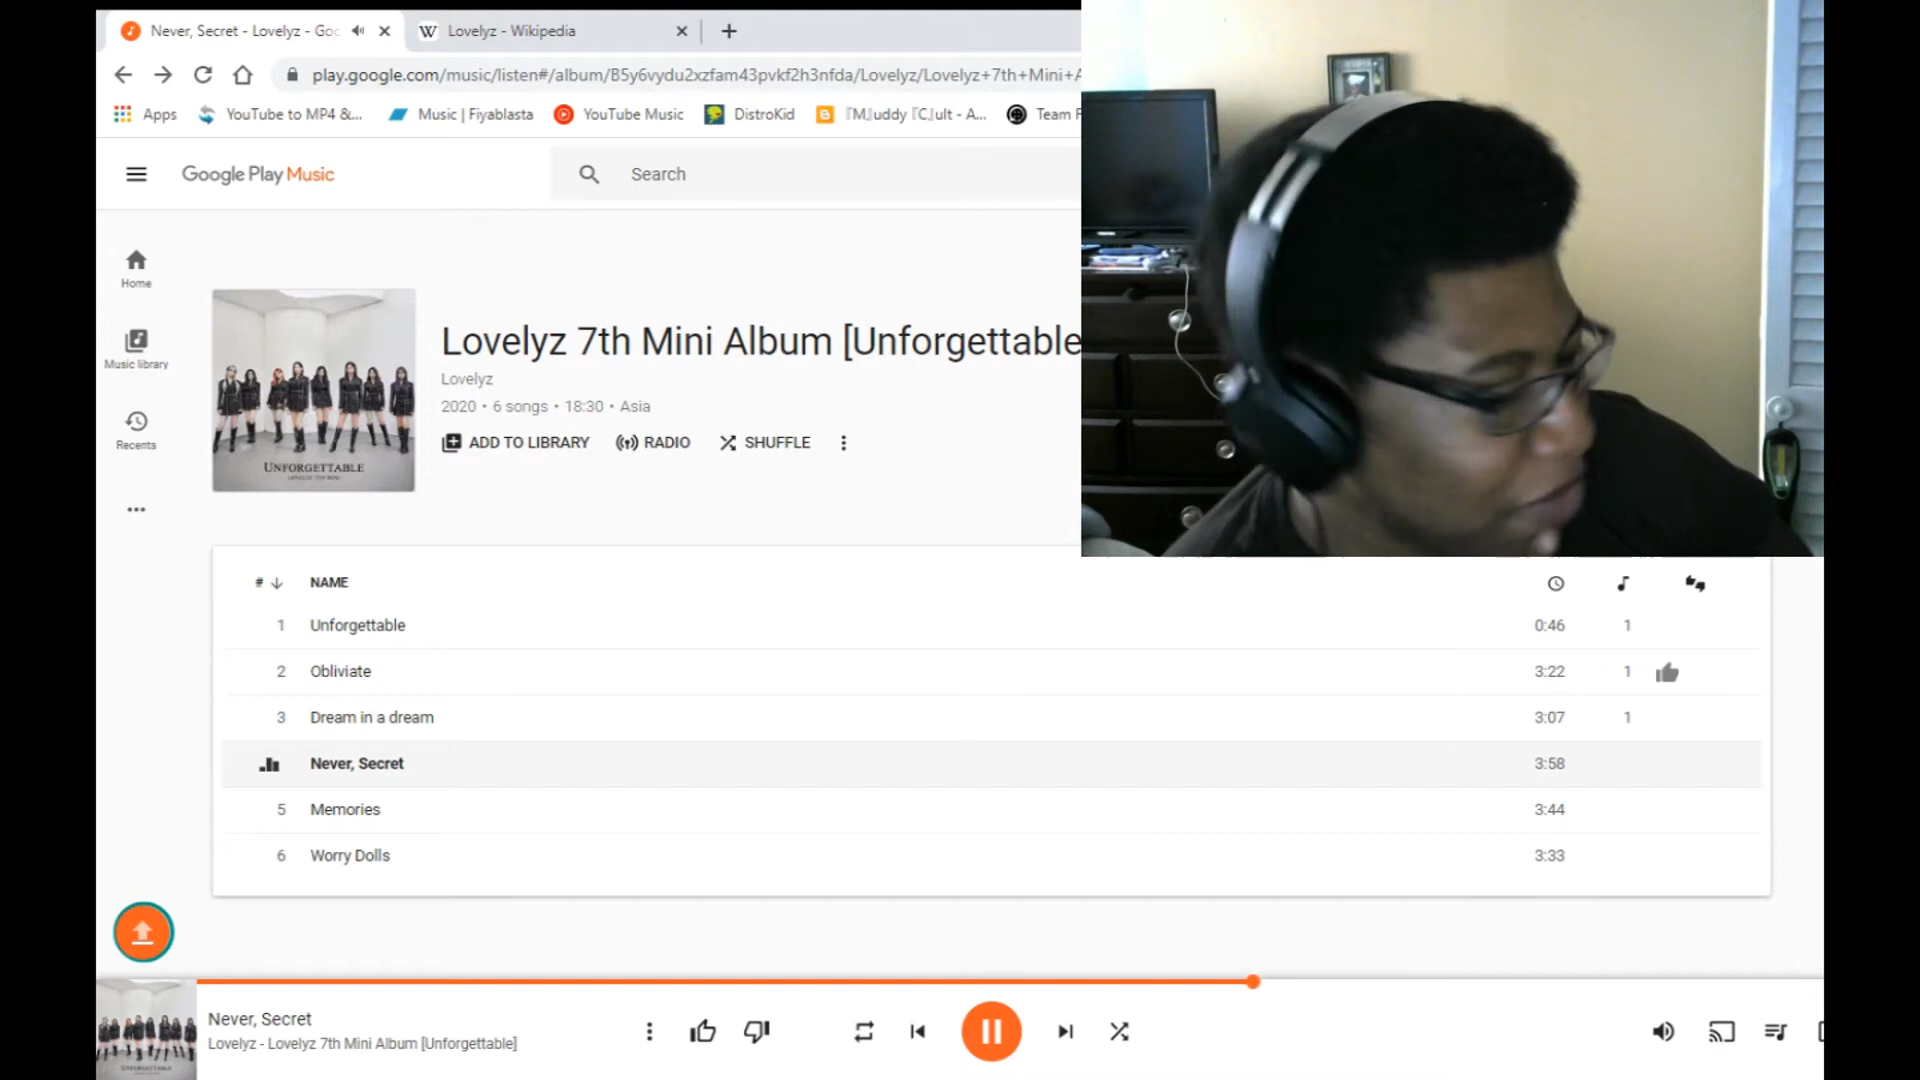 Never, Secret - Lovelyz - Goo
Lovelyz - Wikipedia
play.google.com/music/listen#/album/B5y6vydu2xzfam43pvkf2h3nfda/Lovelyz/Lovelyz+7th+Mini+A
Apps
YouTube to MP4 &...
Music | Fiyablasta
YouTube Music
DistroKid
『M』uddy『C』ult - A...
Team F
Google Play Music
Search
Home
Music library
Recents
UNFORGETTABLE
Lovelyz 7th Mini Album [Unforgettable
Lovelyz
2020 • 6 songs • 18:30 • Asia
ADD TO LIBRARY
RADIO
SHUFFLE
# NAME
1 Unforgettable 0:46 1
2 Obliviate 3:22 1
3 Dream in a dream 3:07 1
Never, Secret 3:58
5 Memories 3:44
6 Worry Dolls 3:33
Never, Secret
Lovelyz - Lovelyz 7th Mini Album [Unforgettable]
UNFORGETTABLE